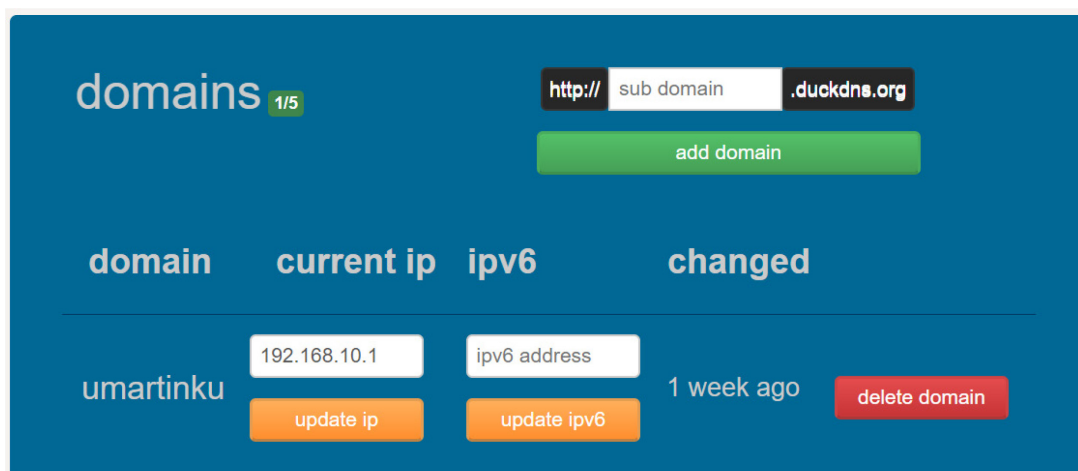 domains 1/5
http:// sub domain .duckdns.org
add domain
domain current ip ipv6 changed
umartinku 192.168.10.1 ipv6 address 1 week ago delete domain
update ip update ipv6